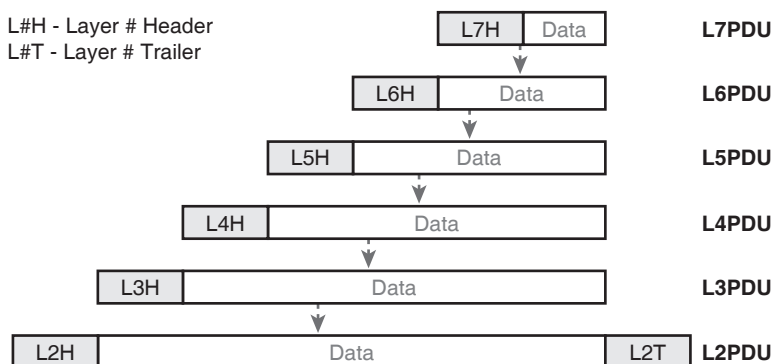 L#H - Layer # Header
L#T - Layer # Trailer
L7H Data L7PDU
L6H Data L6PDU
L5H Data L5PDU
L4H Data L4PDU
L3H Data L3PDU
L2H Data L2T L2PDU